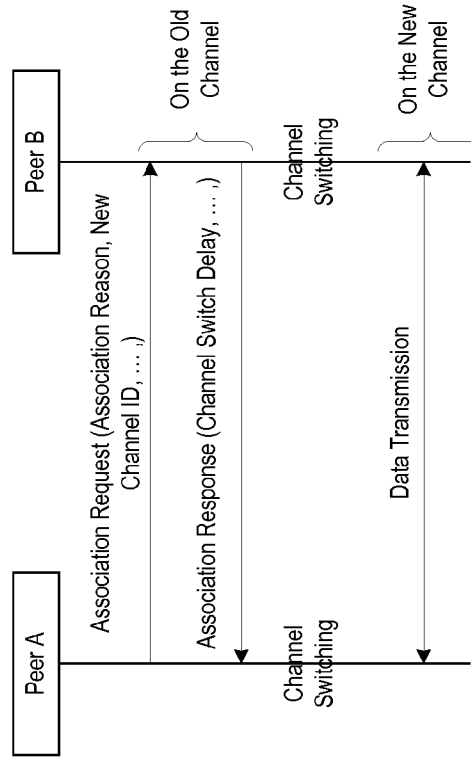 Peer A
Peer B
Association Request (Association Reason, New
Channel ID, ... ,)
On the Old
Channel
Association Response (Channel Switch Delay, ... ,)
Channel
Switching
Channel
Switching
Data Transmission
On the New
Channel